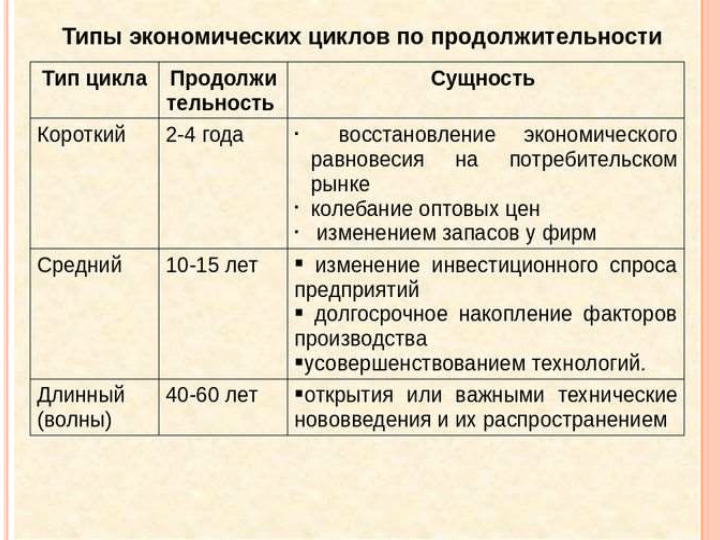 Типы экономических циклов по продолжительности
Тип цикла
Продолжи
тельность
Сущность
Короткий
2-4 года
• восстановление экономического
равновесия на потребительском
рынке
• колебание оптовых цен
• изменением запасов у фирм
Средний
10-15 лет
▪ изменение инвестиционного спроса
предприятий
▪ долгосрочное накопление факторов
производства
▪усовершенствованием технологий.
Длинный
(волны)
40-60 лет
▪открытия или важными технические
нововведения и их распространением